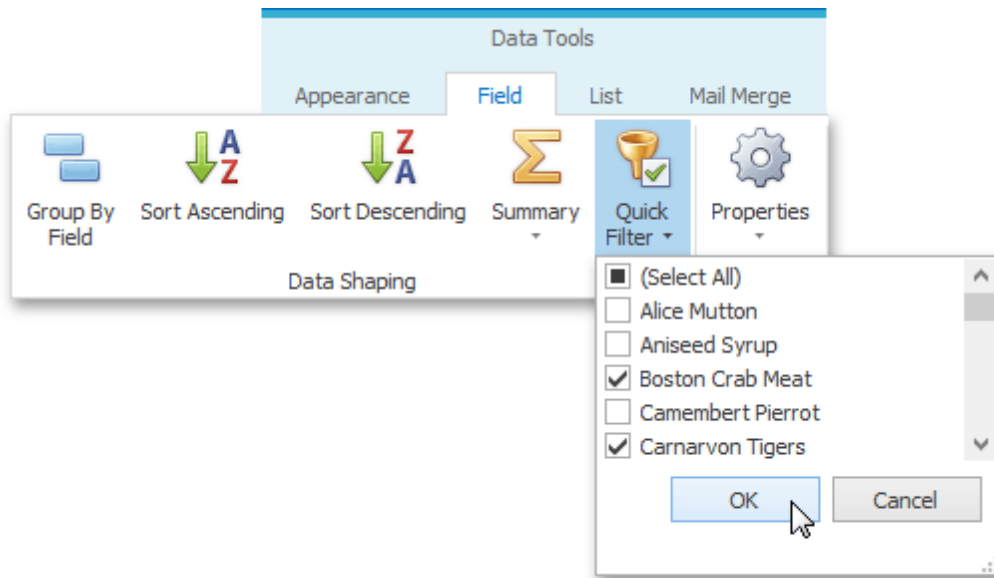 Data Tools
Appearance Field List Mail Merge
A Z Z A
Group By Field Sort Ascending Sort Descending Summary Quick Filter Properties
Data Shaping
(Select All)
Alice Mutton
Aniseed Syrup
Boston Crab Meat
Camembert Pierrot
Carnarvon Tigers
OK Cancel